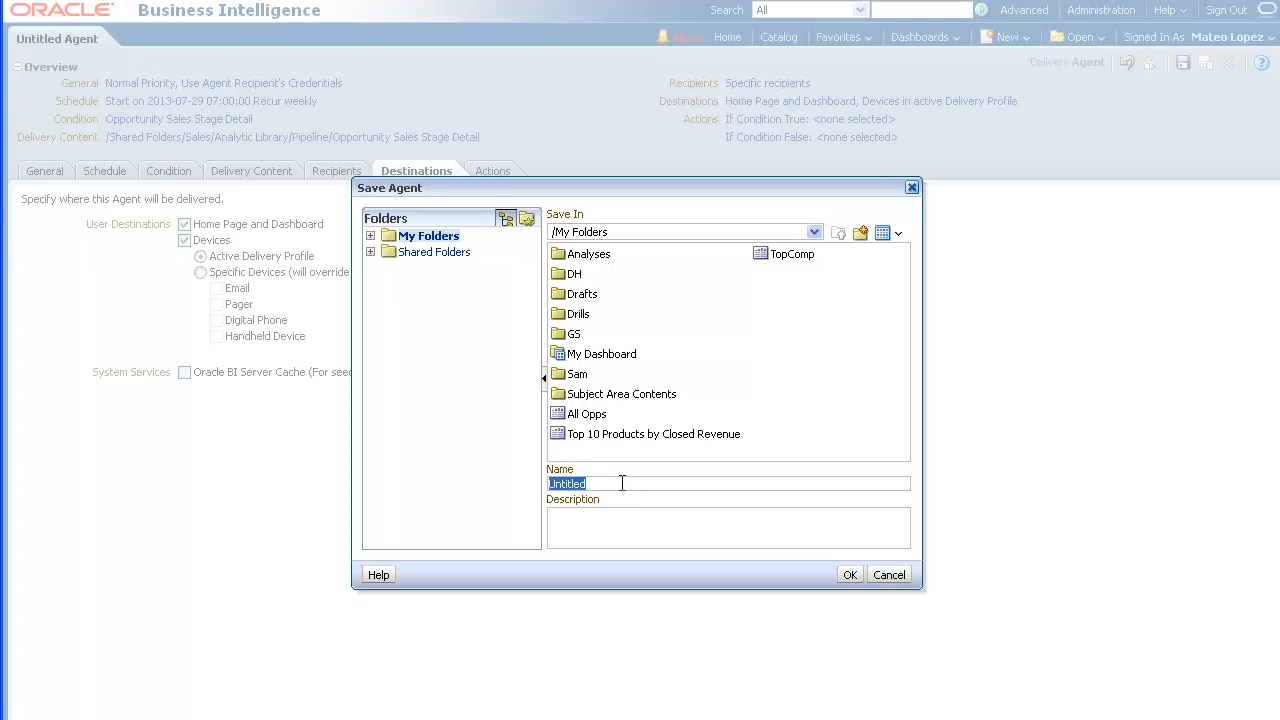 ORACLE Business Intelligence
Search All Advanced Administration Help Sign Out
Untitled Agent
Home Catalog Favorites Dashboards New Open Signed In As Mateo Lopez
Overview
Delivers Agent
General Normal Priority, Use Agent Recipient's Credentials
Recipients Specific recipients
Schedule Start on 2013-07-29 07:00:00 Recur weekly
Destinations Home Page and Dashboard, Devices in active Delivery Profile
Condition Opportunity Sales Stage Detail
Actions If Condition True: <none selected>
Delivery Content /Shared Folders/Sales/Analytic Library/Pipeline/Opportunity Sales Stage Detail
If Condition False: <none selected>
General Schedule Condition Delivery Content Recipients Destinations Actions
Specify where this Agent will be delivered.
User Destinations Home Page and Dashboard
Devices
Active Delivery Profile
Specific Devices (will override
Email
Pager
Digital Phone
Handheld Device
System Services Oracle BI Server Cache (For seed
Save Agent
Folders
My Folders
Shared Folders
Save In
/My Folders
Analyses
DH
Drafts
Drills
GS
My Dashboard
Sam
Subject Area Contents
All Opps
Top 10 Products by Closed Revenue
TopComp
Name
Untitled
Description
Help OK Cancel